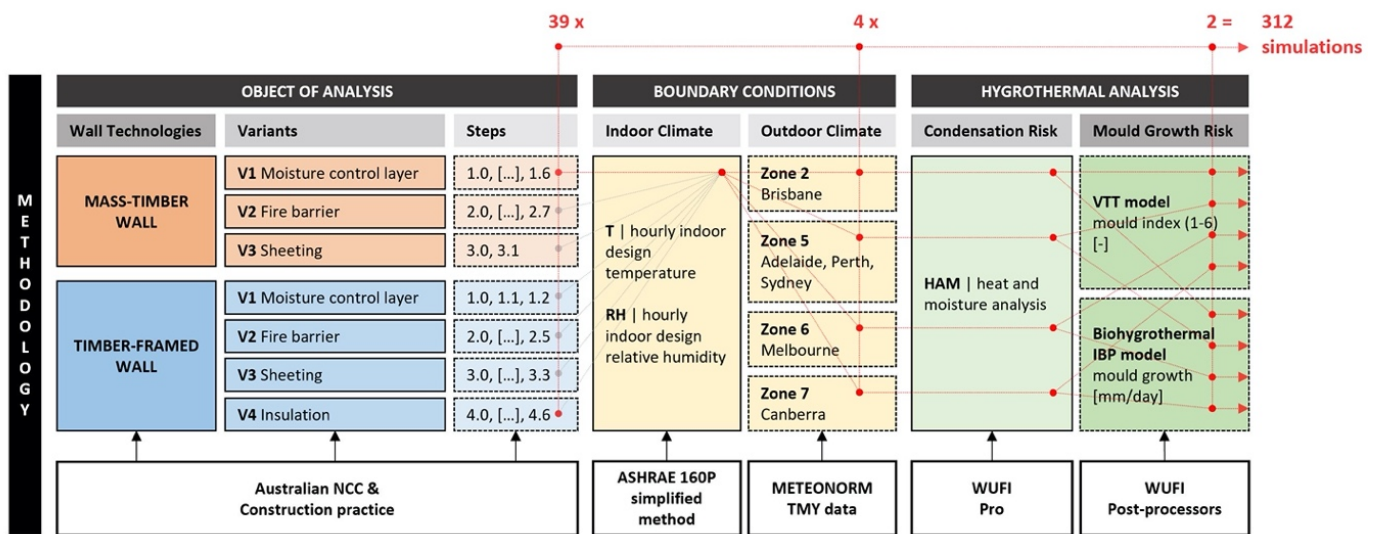 39 x
4 x
2 =
312
simulations
METHODOLOGY
OBJECT OF ANALYSIS
BOUNDARY CONDITIONS
HYGROTHERMAL ANALYSIS
Wall Technologies
Variants
Steps
Indoor Climate
Outdoor Climate
Condensation Risk
Mould Growth Risk
MASS-TIMBER
WALL
V1 Moisture control layer
1.0, [...], 1.6
V2 Fire barrier
2.0, [...], 2.7
V3 Sheeting
3.0, 3.1
TIMBER-FRAMED
WALL
V1 Moisture control layer
1.0, 1.1, 1.2
V2 Fire barrier
2.0, [...], 2.5
V3 Sheeting
3.0, [...], 3.3
V4 Insulation
4.0, [...], 4.6
T | hourly indoor
design
temperature
RH | hourly
indoor design
relative humidity
Zone 2
Brisbane
Zone 5
Adelaide, Perth,
Sydney
Zone 6
Melbourne
Zone 7
Canberra
HAM | heat and
moisture analysis
VTT model
mould index (1-6)
[-]
Biohygrothermal
IBP model
mould growth
[mm/day]
Australian NCC &
Construction practice
ASHRAE 160P
simplified
method
METEONORM
TMY data
WUFI
Pro
WUFI
Post-processors